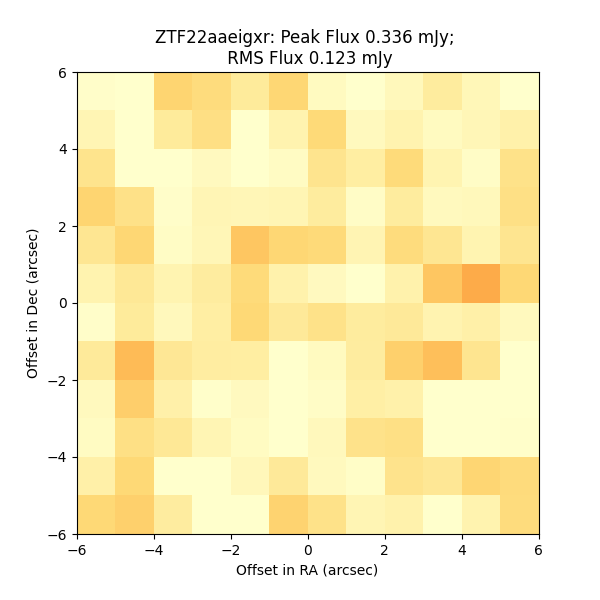 ZTF22aaeigxr: Peak Flux 0.336 mJy;
RMS Flux 0.123 mJy
6
4
2
0
−2
−4
−6
Offset in Dec (arcsec)
−6 −4 −2 0 2 4 6
Offset in RA (arcsec)